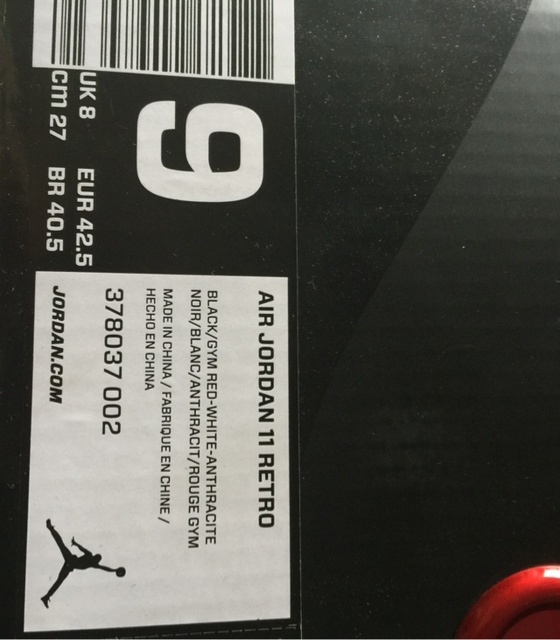 9
UK 8 EUR 42.5
cm 27 BR 40.5
AIR JORDAN 11 RETRO
BLACK/GYM RED-WHITE-ANTHRACITE
NOIR/BLANC/ANTHRACIT/ROUGE GYM
MADE IN CHINA / FABRIQUE EN CHINE /
HECHO EN CHINA
378037 002
JORDAN.COM